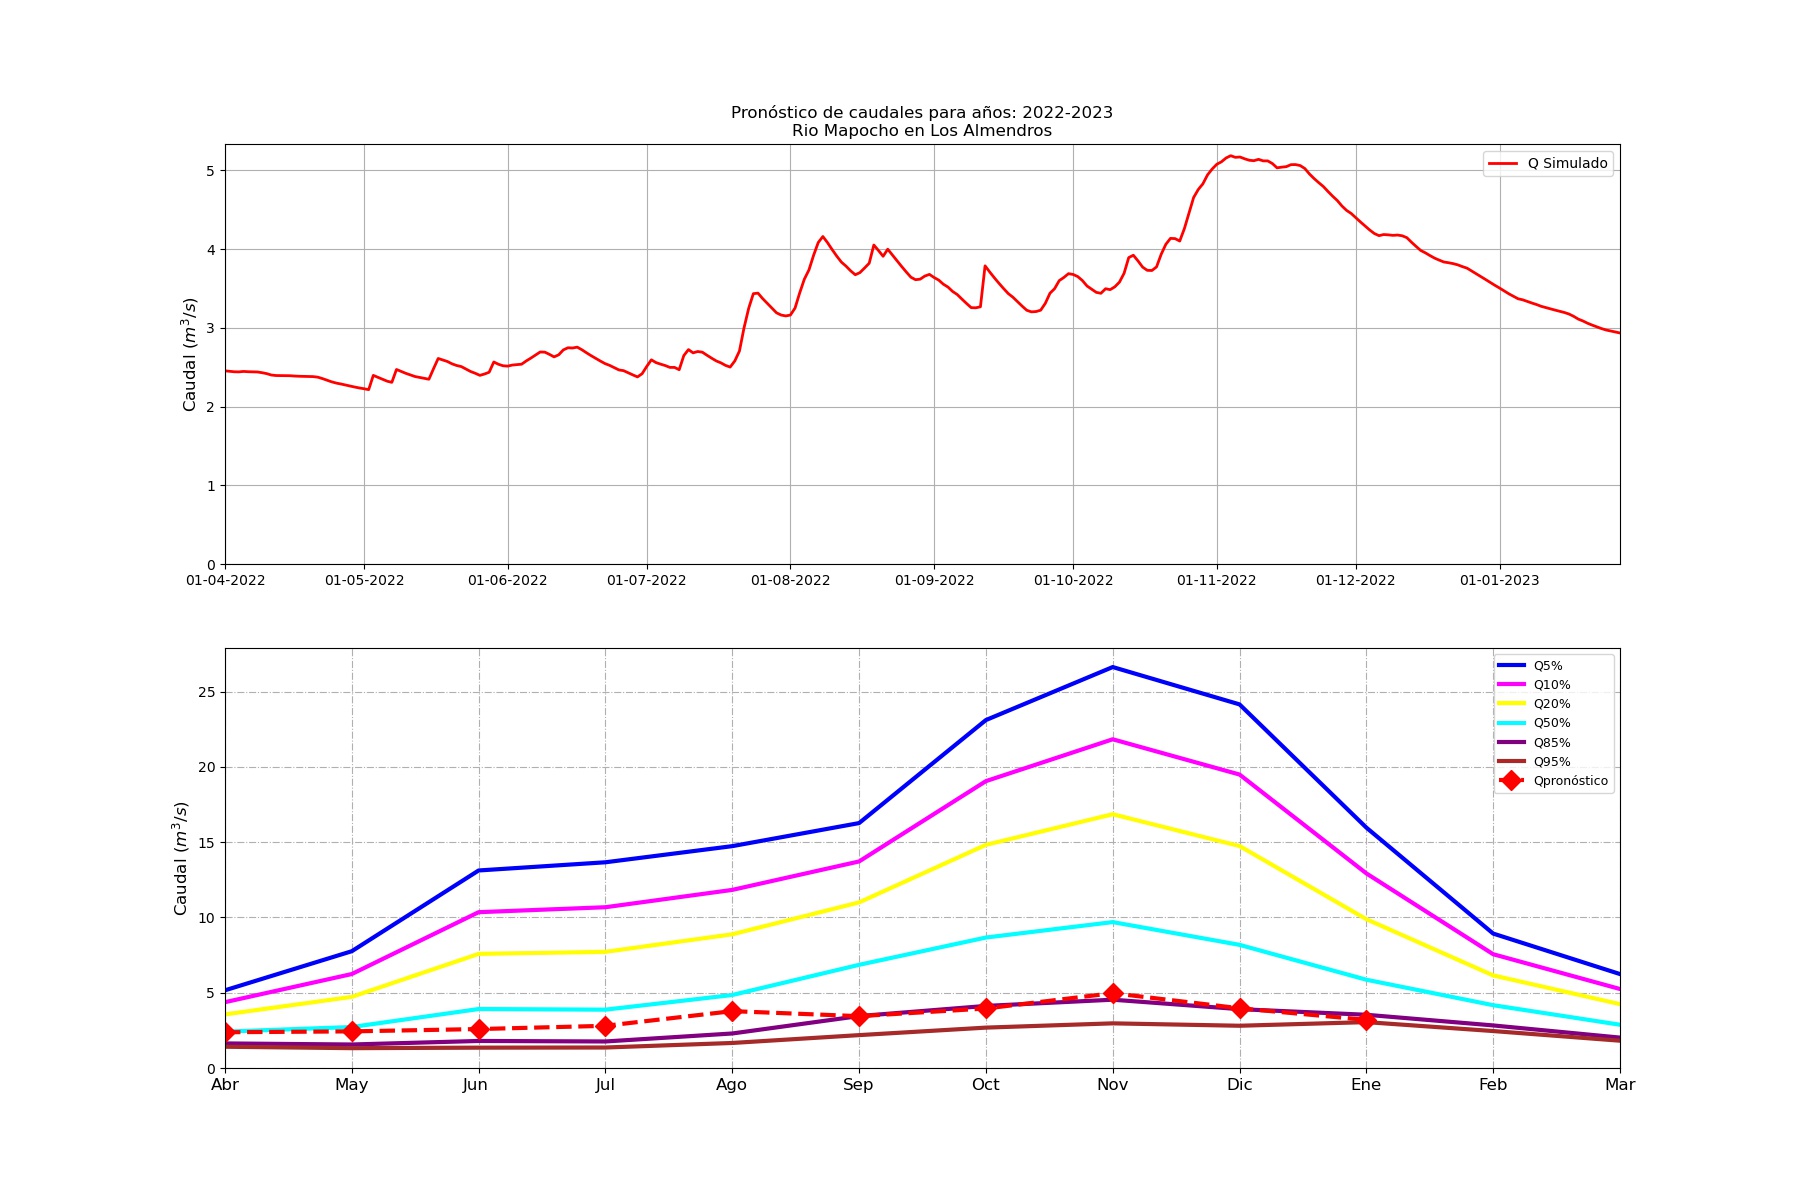 Pronóstico de caudales para años: 2022-2023
Rio Mapocho en Los Almendros
Q Simulado
Caudal (m³/s)
5
4
3
2
1
0
01-04-2022 01-05-2022 01-06-2022 01-07-2022 01-08-2022 01-09-2022 01-10-2022 01-11-2022 01-12-2022 01-01-2023
Q5%
Q10%
Q20%
Q50%
Q85%
Q95%
Qpronóstico
Caudal (m³/s)
25
20
15
10
5
0
Abr May Jun Jul Ago Sep Oct Nov Dic Ene Feb Mar